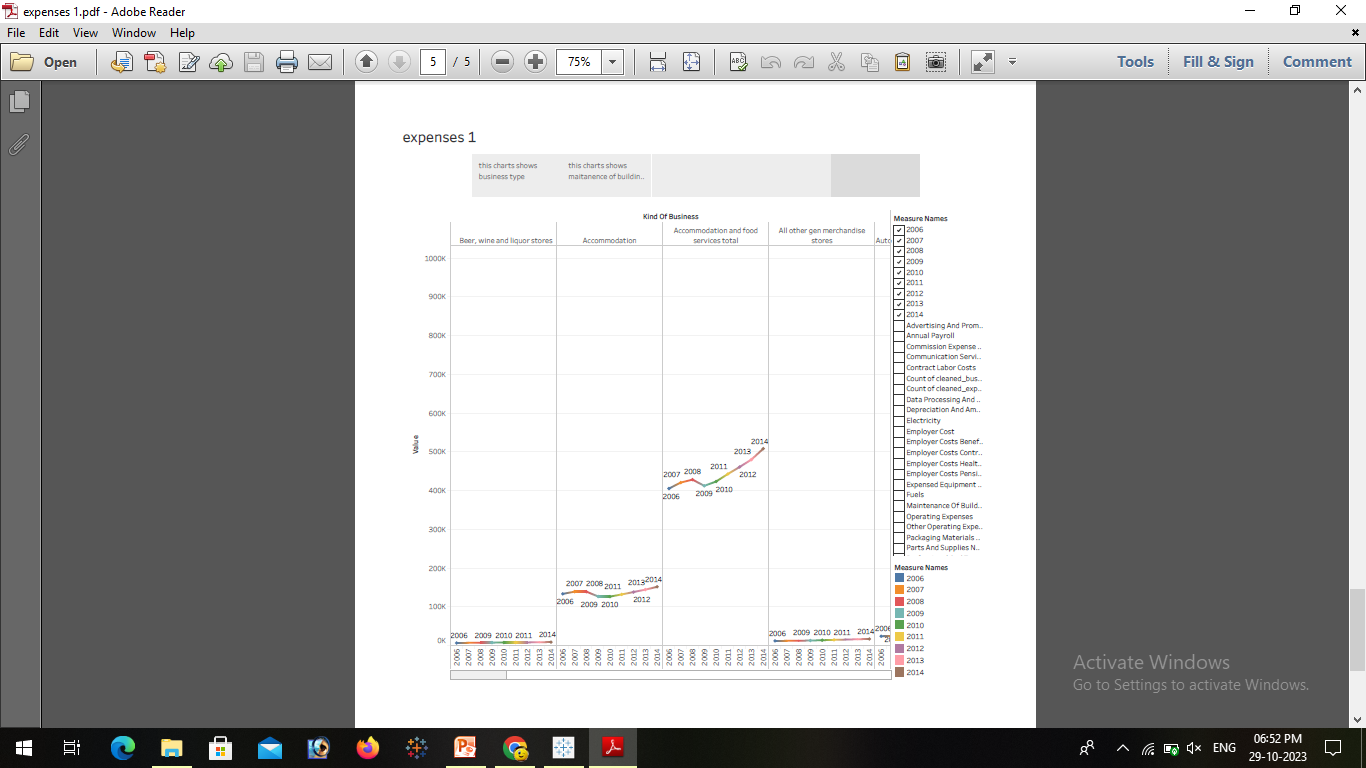 expenses 1.pdf - Adobe Reader
File Edit View Window Help
Open 5 / 5 75% Tools Fill & Sign Comment
expenses 1
this charts shows
business type
this charts shows
maitanence of buildin..
Kind Of Business
Beer, wine and liquor stores
Accommodation
Accommodation and food
services total
All other gen merchandise
stores
Auto
Value
1000K
900K
800K
700K
600K
500K
400K
300K
200K
100K
0K
2006 2009 2010 2011 2014
2006 2007 2008 2009 2010 2011 2012 2013 2014
2006 2007 2008 2009 2010 2011 2012 2013 2014
2006 2009 2010 2011 2014
2006
2006 2007 2008 2009 2010 2011 2012 2013 2014
2006 2007 2008 2009 2010 2011 2012 2013 2014
2006 2007 2008 2009 2010 2011 2012 2013 2014
2006 2007 2008 2009 2010 2011 2012 2013 2014
2006
Measure Names
2006
2007
2008
2009
2010
2011
2012
2013
2014
Advertising And Prom..
Annual Payroll
Commission Expense ..
Communication Servi..
Contract Labor Costs
Count of cleaned_bus..
Count of cleaned_exp..
Data Processing And ..
Depreciation And Am..
Electricity
Employer Cost
Employer Costs Benef..
Employer Costs Contr..
Employer Costs Healt..
Employer Costs Pensi..
Expensed Equipment ..
Fuels
Maintenance Of Build..
Operating Expenses
Other Operating Expe..
Packaging Materials ..
Parts And Supplies N..
Measure Names
2006
2007
2008
2009
2010
2011
2012
2013
2014
Activate Windows
Go to Settings to activate Windows.
ENG
06:52 PM
29-10-2023